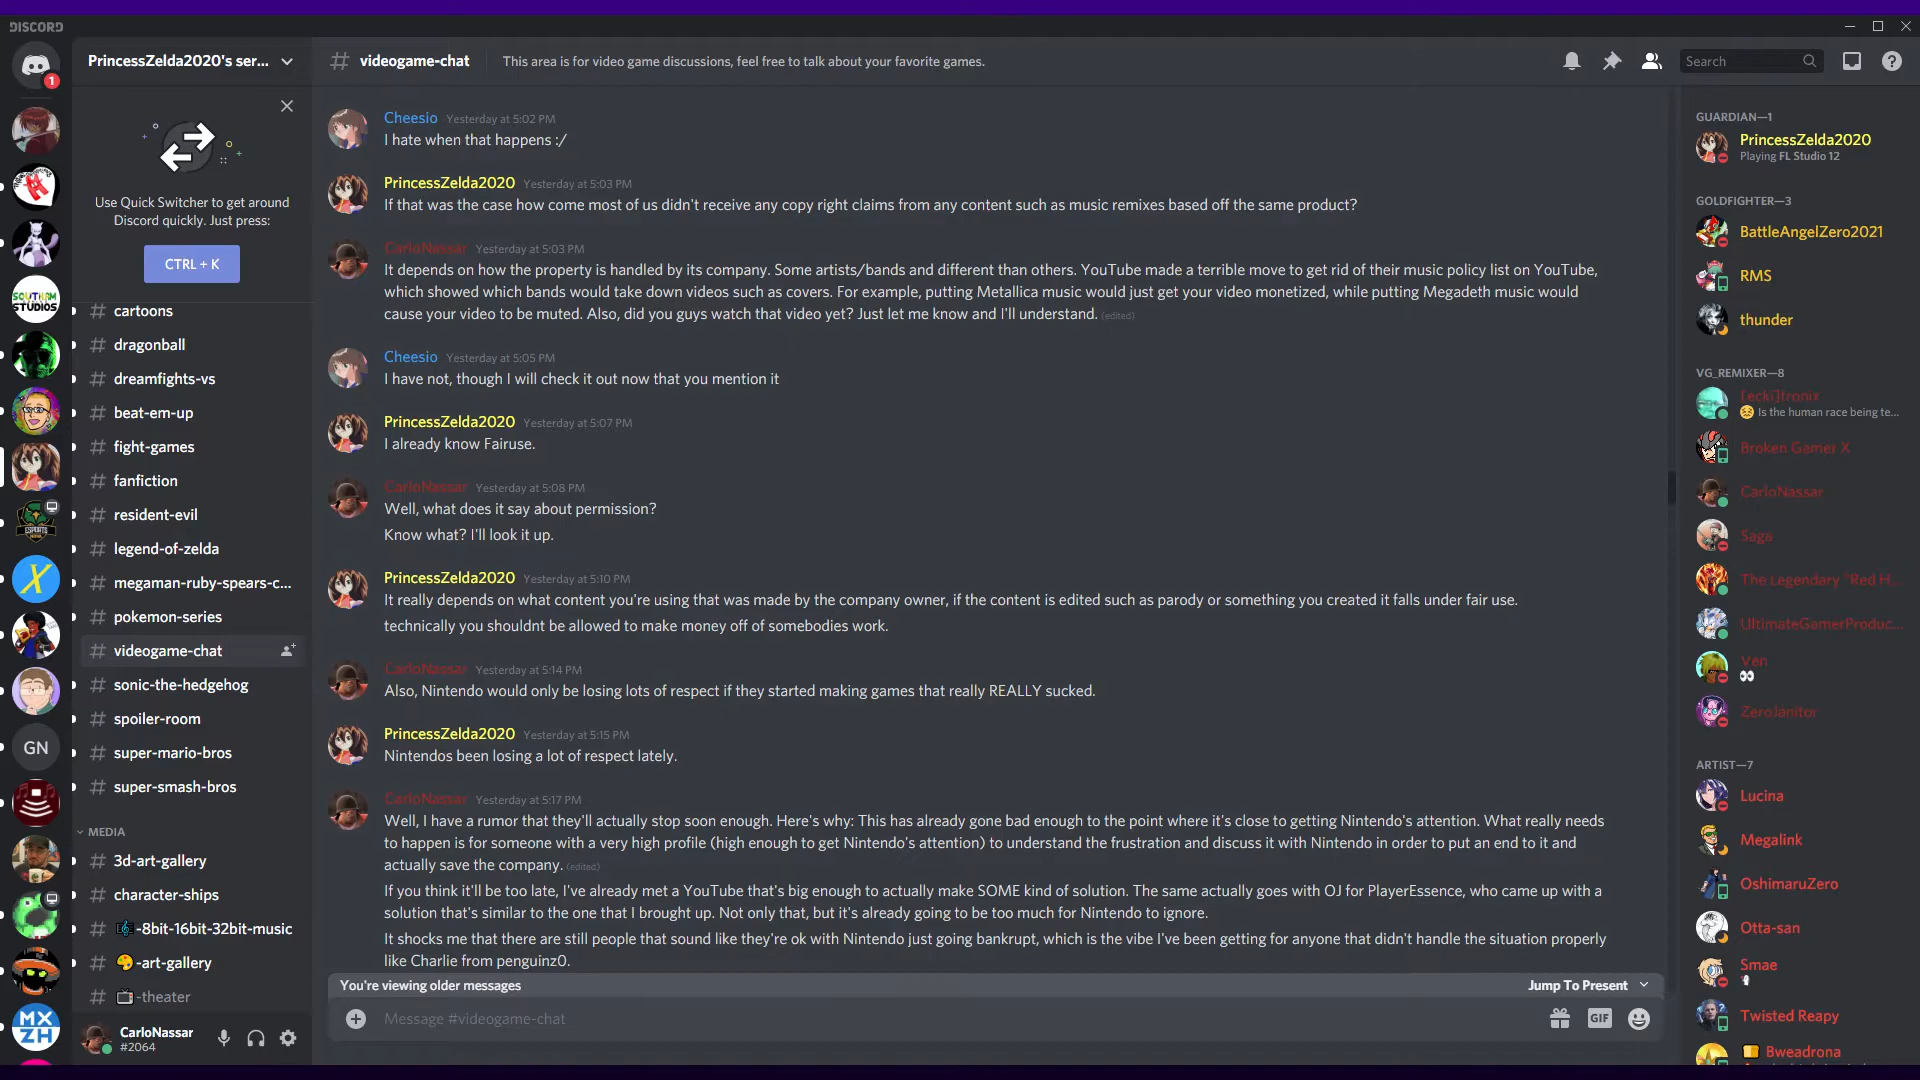 DISCORD
PrincessZelda2020's ser...
videogame-chat
This area is for video game discussions, feel free to talk about your favorite games.
Search
1
Use Quick Switcher to get around
Discord quickly. Just press:
CTRL + K
cartoons
dragonball
dreamfights-vs
beat-em-up
fight-games
fanfiction
resident-evil
legend-of-zelda
megaman-ruby-spears-c...
pokemon-series
videogame-chat
sonic-the-hedgehog
spoiler-room
super-mario-bros
super-smash-bros
MEDIA
3d-art-gallery
character-ships
-8bit-16bit-32bit-music
-art-gallery
-theater
SOUTHAM
STUDIOS
X
GN
MX
ZH
CarloNassar
#2064
Cheesio Yesterday at 5:02 PM
I hate when that happens :/
PrincessZelda2020 Yesterday at 5:03 PM
If that was the case how come most of us didn't receive any copy right claims from any content such as music remixes based off the same product?
CarloNassar Yesterday at 5:03 PM
It depends on how the property is handled by its company. Some artists/bands and different than others. YouTube made a terrible move to get rid of their music policy list on YouTube,
which showed which bands would take down videos such as covers. For example, putting Metallica music would just get your video monetized, while putting Megadeth music would
cause your video to be muted. Also, did you guys watch that video yet? Just let me know and I'll understand. (edited)
Cheesio Yesterday at 5:05 PM
I have not, though I will check it out now that you mention it
PrincessZelda2020 Yesterday at 5:07 PM
I already know Fairuse.
CarloNassar Yesterday at 5:08 PM
Well, what does it say about permission?
Know what? I'll look it up.
PrincessZelda2020 Yesterday at 5:10 PM
It really depends on what content you're using that was made by the company owner, if the content is edited such as parody or something you created it falls under fair use.
technically you shouldnt be allowed to make money off of somebodies work.
CarloNassar Yesterday at 5:14 PM
Also, Nintendo would only be losing lots of respect if they started making games that really REALLY sucked.
PrincessZelda2020 Yesterday at 5:15 PM
Nintendos been losing a lot of respect lately.
CarloNassar Yesterday at 5:17 PM
Well, I have a rumor that they'll actually stop soon enough. Here's why: This has already gone bad enough to the point where it's close to getting Nintendo's attention. What really needs
to happen is for someone with a very high profile (high enough to get Nintendo's attention) to understand the frustration and discuss it with Nintendo in order to put an end to it and
actually save the company. (edited)
If you think it'll be too late, I've already met a YouTube that's big enough to actually make SOME kind of solution. The same actually goes with OJ for PlayerEssence, who came up with a
solution that's similar to the one that I brought up. Not only that, but it's already going to be too much for Nintendo to ignore.
It shocks me that there are still people that sound like they're ok with Nintendo just going bankrupt, which is the vibe I've been getting for anyone that didn't handle the situation properly
like Charlie from penguinz0.
You're viewing older messages
Jump To Present
Message #videogame-chat
GIF
GUARDIAN—1
PrincessZelda2020
Playing FL Studio 12
GOLDFIGHTER—3
BattleAngelZero2021
RMS
thunder
VG_REMIXER—8
[ecki]tronix
Is the human race being te...
Broken Gamer X
CarloNassar
Saga
The Legendary "Red H...
UltimateGamerProduc...
Ven
ZeroJanitor
ARTIST—7
Lucina
Megalink
OshimaruZero
Otta-san
Smae
Twisted Reapy
Bweadrona